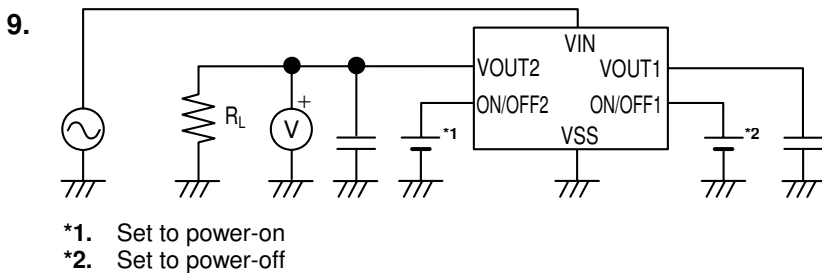 9.
VIN
VOUT2 VOUT1
ON/OFF2 ON/OFF1
VSS
RL
+
V
*1
*2
*1. Set to power-on
*2. Set to power-off